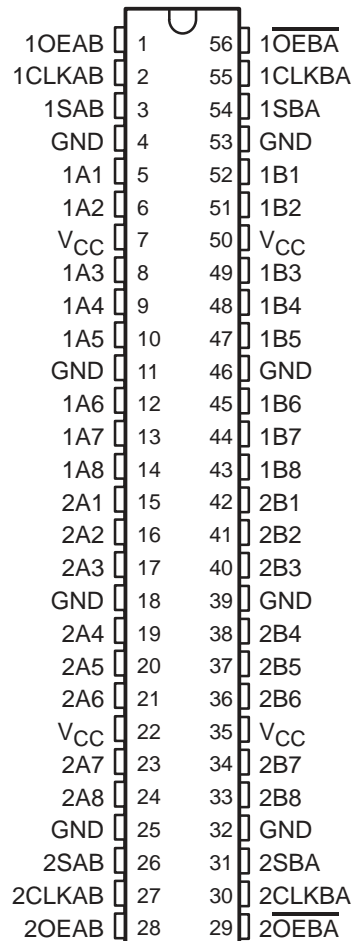 1OEAB 1 56 1OEBA
1CLKAB 2 55 1CLKBA
1SAB 3 54 1SBA
GND 4 53 GND
1A1 5 52 1B1
1A2 6 51 1B2
VCC 7 50 VCC
1A3 8 49 1B3
1A4 9 48 1B4
1A5 10 47 1B5
GND 11 46 GND
1A6 12 45 1B6
1A7 13 44 1B7
1A8 14 43 1B8
2A1 15 42 2B1
2A2 16 41 2B2
2A3 17 40 2B3
GND 18 39 GND
2A4 19 38 2B4
2A5 20 37 2B5
2A6 21 36 2B6
VCC 22 35 VCC
2A7 23 34 2B7
2A8 24 33 2B8
GND 25 32 GND
2SAB 26 31 2SBA
2CLKAB 27 30 2CLKBA
2OEAB 28 29 2OEBA